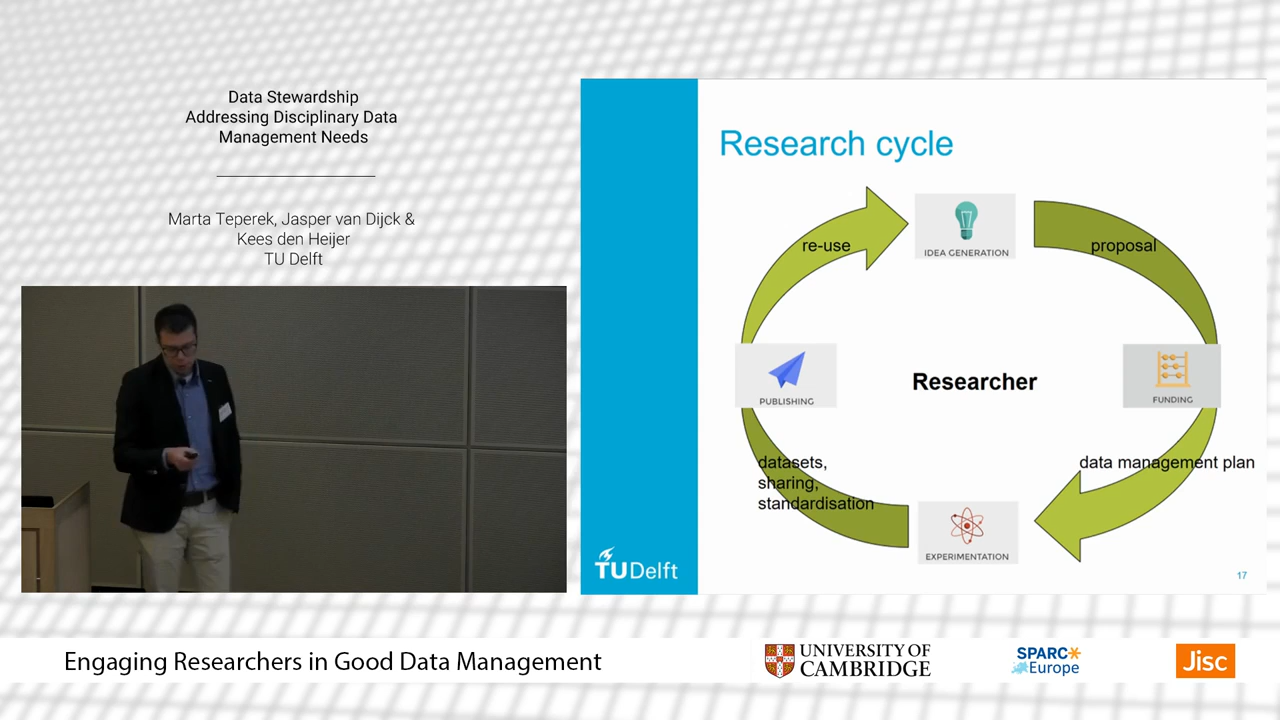 Data Stewardship
Addressing Disciplinary Data
Management Needs
Marta Teperek, Jasper van Dijck &
Kees den Heijer
TU Delft
Research cycle
re-use
IDEA GENERATION
proposal
PUBLISHING
Researcher
FUNDING
datasets,
sharing,
standardisation
data management plan
EXPERIMENTATION
TU Delft
17
Engaging Researchers in Good Data Management
UNIVERSITY OF
CAMBRIDGE
SPARC
Europe
Jisc